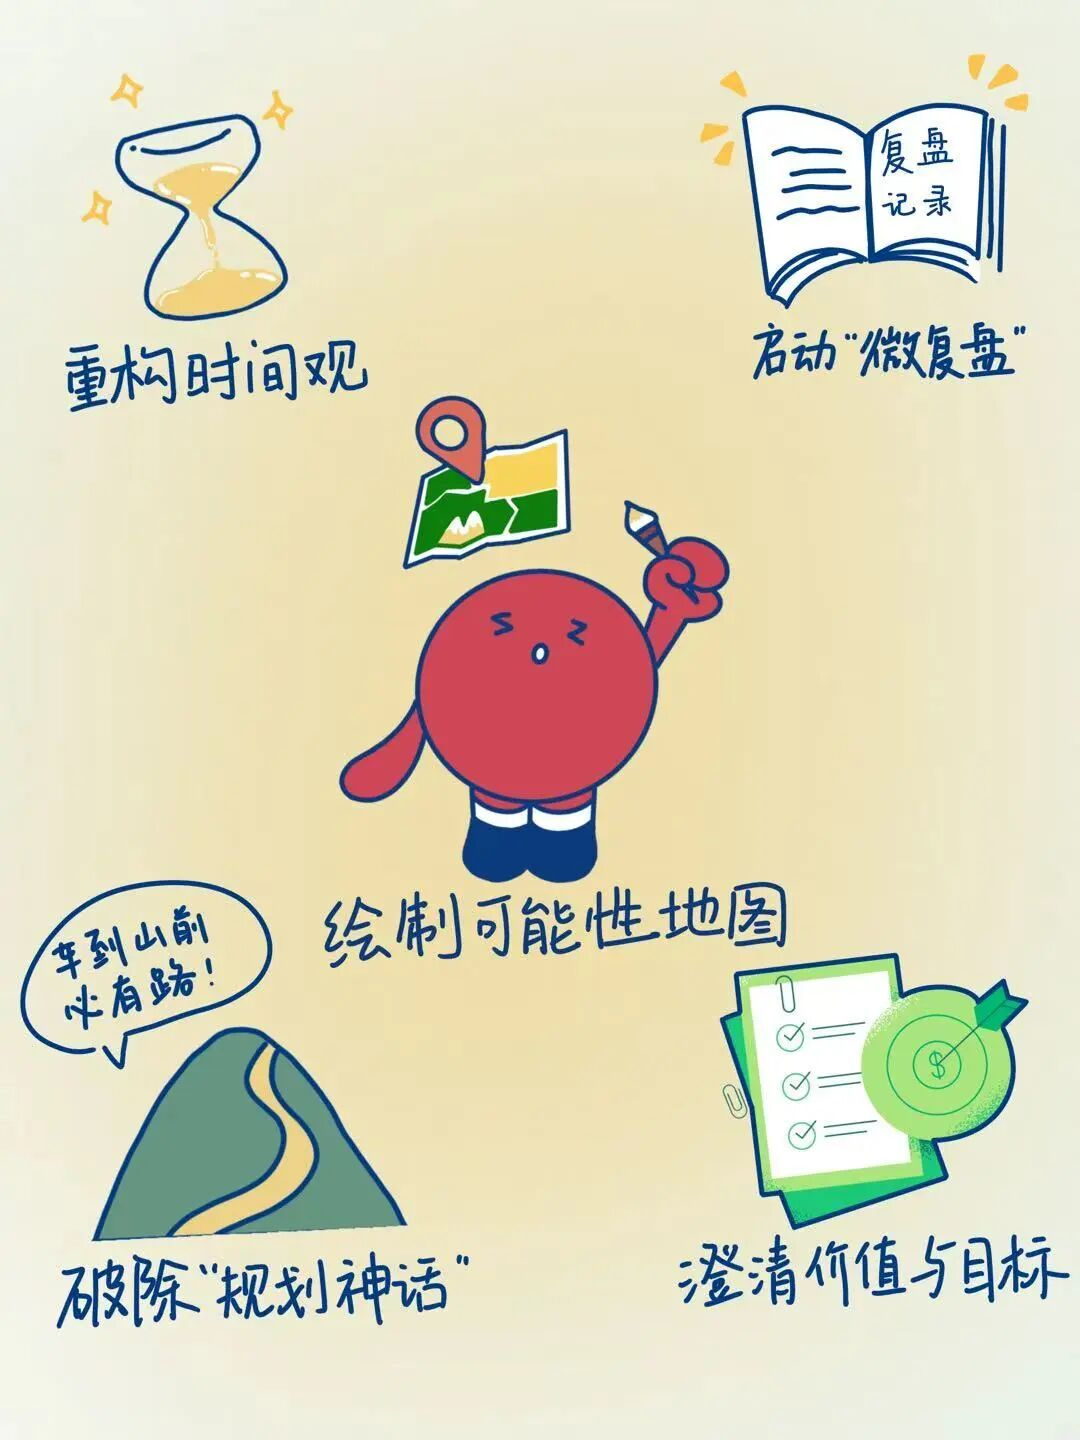 复盘
记录
重构时间观
启动“微复盘”
绘制可能性地图
车到山前
必有路！
$
破除“规划神话”
澄清价值与目标